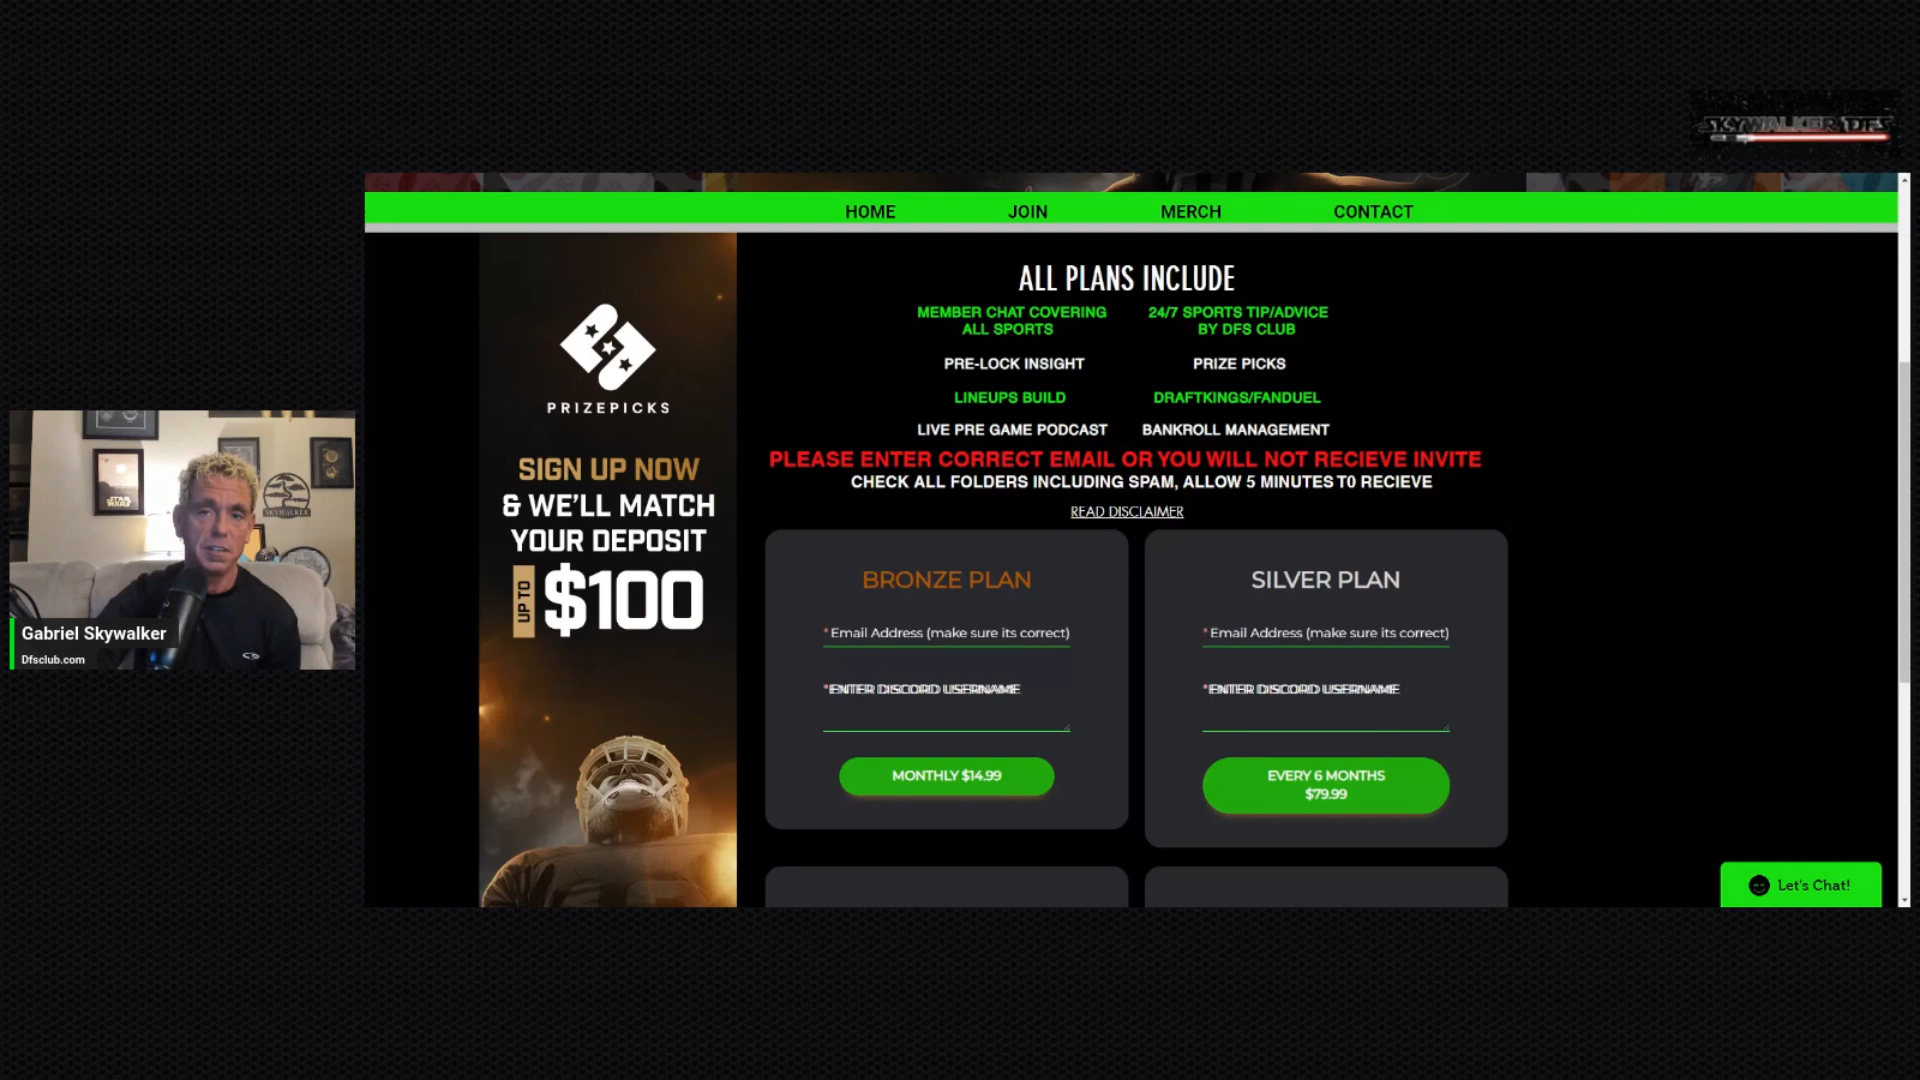 SKYWALKER DFS
HOME JOIN MERCH CONTACT
PRIZEPICKS
SIGN UP NOW
& WE'LL MATCH
YOUR DEPOSIT
UP TO $100
ALL PLANS INCLUDE
MEMBER CHAT COVERING
ALL SPORTS
24/7 SPORTS TIP/ADVICE
BY DFS CLUB
PRE-LOCK INSIGHT
PRIZE PICKS
LINEUPS BUILD
DRAFTKINGS/FANDUEL
LIVE PRE GAME PODCAST
BANKROLL MANAGEMENT
PLEASE ENTER CORRECT EMAIL OR YOU WILL NOT RECIEVE INVITE
CHECK ALL FOLDERS INCLUDING SPAM, ALLOW 5 MINUTES T0 RECIEVE
READ DISCLAIMER
BRONZE PLAN
* Email Address (make sure its correct)
*ENTER DISCORD USERNAME
MONTHLY $14.99
SILVER PLAN
* Email Address (make sure its correct)
*ENTER DISCORD USERNAME
EVERY 6 MONTHS
$79.99
Let's Chat!
STAR
WARS
SKYWALKER
Gabriel Skywalker
Dfsclub.com